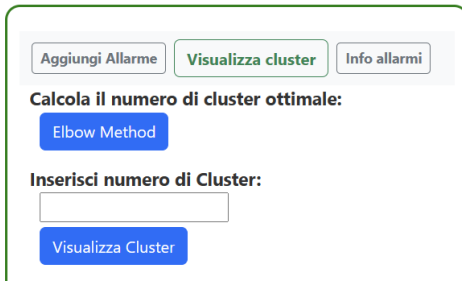 Aggiungi Allarme Visualizza cluster Info allarmi
Calcola il numero di cluster ottimale:
Elbow Method
Inserisci numero di Cluster:
Visualizza Cluster